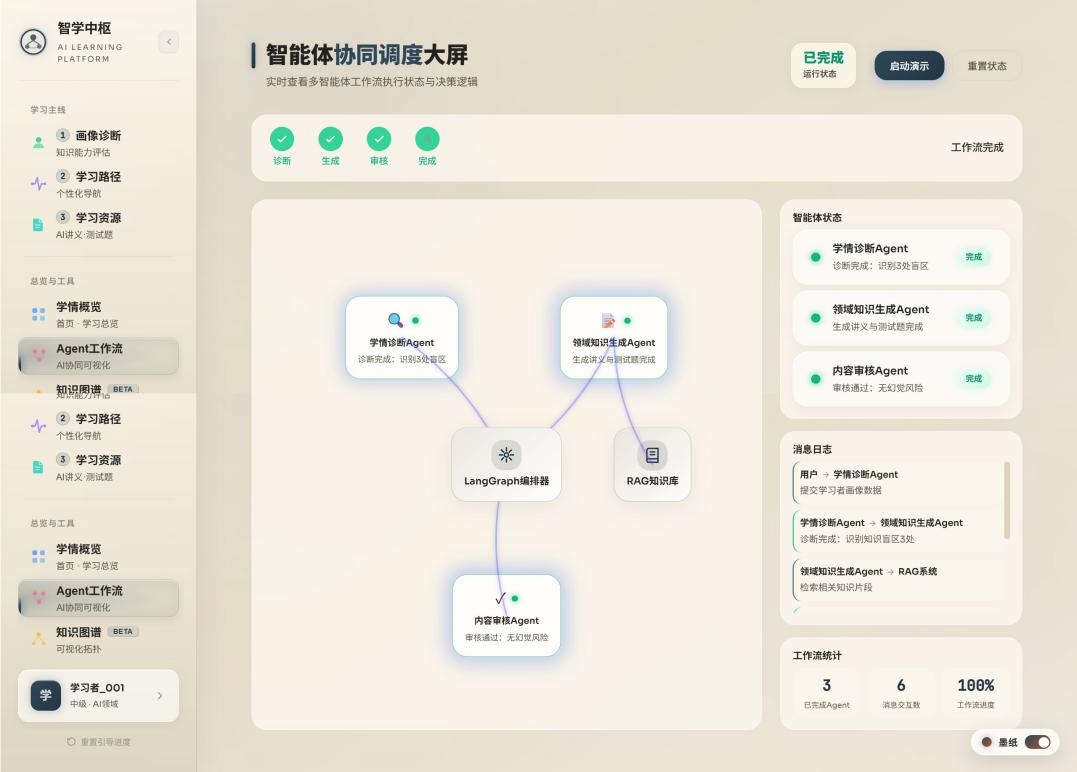 智学中枢
AI LEARNING
PLATFORM
学习主线
1 画像诊断
知识能力评估
2 学习路径
个性化导航
3 学习资源
AI讲义·测试题
总览与工具
学情概览
首页 · 学习总览
Agent工作流
AI协同可视化
知识图谱 BETA
知识能力评估
2 学习路径
个性化导航
3 学习资源
AI讲义·测试题
总览与工具
学情概览
首页 · 学习总览
Agent工作流
AI协同可视化
知识图谱 BETA
可视化拓扑
学 学习者_001
中级 · AI领域
重置引导进度
智能体协同调度大屏
实时查看多智能体工作流执行状态与决策逻辑
已完成
运行状态
启动演示
重置状态
诊断
生成
审核
完成
工作流完成
学情诊断Agent
诊断完成：识别3处盲区
领域知识生成Agent
生成讲义与测试题完成
LangGraph编排器
RAG知识库
内容审核Agent
审核通过：无幻觉风险
智能体状态
学情诊断Agent
诊断完成：识别3处盲区
完成
领域知识生成Agent
生成讲义与测试题完成
完成
内容审核Agent
审核通过：无幻觉风险
完成
消息日志
用户 → 学情诊断Agent
提交学习者画像数据
学情诊断Agent → 领域知识生成Agent
诊断完成：识别知识盲区3处
领域知识生成Agent → RAG系统
检索相关知识片段
工作流统计
3
已完成Agent
6
消息交互数
100%
工作流进度
墨纸